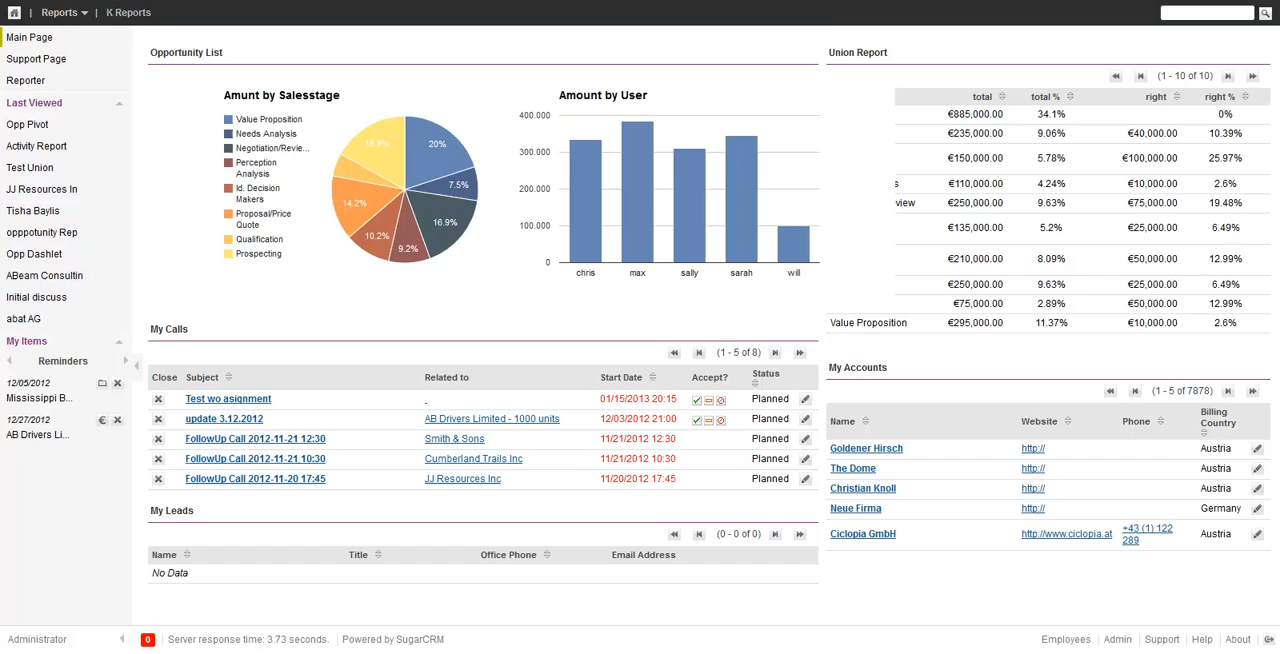 Reports | K Reports
Main Page
Support Page
Reporter
Last Viewed
Opp Pivot
Activity Report
Test Union
JJ Resources In
Tisha Baylis
opppotunity Rep
Opp Dashlet
ABeam Consultin
Initial discuss
abat AG
My Items
Reminders
12/05/2012
Mississippi B...
12/27/2012
AB Drivers Li...
Opportunity List
Amunt by Salesstage
Value Proposition
Needs Analysis
Negotiation/Revie...
Perception
Analysis
Id. Decision
Makers
Proposal/Price
Quote
Qualification
Prospecting
20%
7.5%
16.9%
9.2%
10.2%
14.2%
Amount by User
400.000
300.000
200.000
100.000
0
chris max sally sarah will
My Calls
(1 - 5 of 8)
Close Subject Related to Start Date Accept? Status
Test wo asignment . 01/15/2013 20:15 Planned
update 3.12.2012 AB Drivers Limited - 1000 units 12/03/2012 21:00 Planned
FollowUp Call 2012-11-21 12:30 Smith & Sons 11/21/2012 12:30 Planned
FollowUp Call 2012-11-21 10:30 Cumberland Trails Inc 11/21/2012 10:30 Planned
FollowUp Call 2012-11-20 17:45 JJ Resources Inc 11/20/2012 17:45 Planned
My Leads
(0 - 0 of 0)
Name Title Office Phone Email Address
No Data
Union Report
(1 - 10 of 10)
total total % right right %
€885,000.00 34.1% 0%
€235,000.00 9.06% €40,000.00 10.39%
€150,000.00 5.78% €100,000.00 25.97%
s €110,000.00 4.24% €10,000.00 2.6%
view €250,000.00 9.63% €75,000.00 19.48%
€135,000.00 5.2% €25,000.00 6.49%
€210,000.00 8.09% €50,000.00 12.99%
€250,000.00 9.63% €25,000.00 6.49%
€75,000.00 2.89% €50,000.00 12.99%
Value Proposition €295,000.00 11.37% €10,000.00 2.6%
My Accounts
(1 - 5 of 7878)
Name Website Phone Billing
Country
Goldener Hirsch http:// Austria
The Dome http:// Austria
Christian Knoll http:// Austria
Neue Firma http:// Germany
Ciclopia GmbH http://www.ciclopia.at +43 (1) 122
289 Austria
Administrator 0 Server response time: 3.73 seconds. | Powered by SugarCRM
Employees | Admin | Support | Help | About